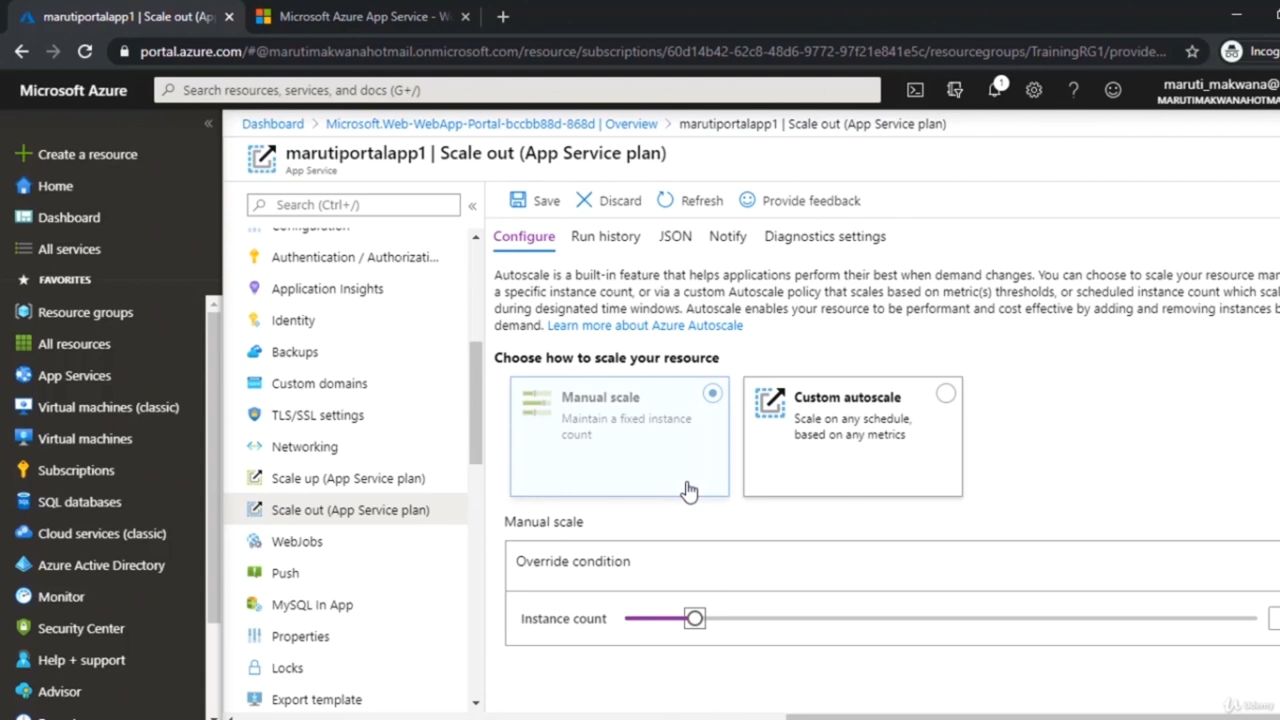 marutiportalapp1 | Scale out (Ap
Microsoft Azure App Service - W
portal.azure.com/#@marutimakwanahotmail.onmicrosoft.com/resource/subscriptions/60d14b42-62c8-48d6-9772-97f21e841e5c/resourcegroups/TrainingRG1/provide...
Incog
Microsoft Azure
Search resources, services, and docs (G+/)
1
maruti_makwana@
MARUTIMAKWANAHOTMA
Dashboard > Microsoft.Web-WebApp-Portal-bccbb88d-868d | Overview > marutiportalapp1 | Scale out (App Service plan)
marutiportalapp1 | Scale out (App Service plan)
App Service
Create a resource
Home
Dashboard
All services
FAVORITES
Resource groups
All resources
App Services
Virtual machines (classic)
Virtual machines
Subscriptions
SQL databases
Cloud services (classic)
Azure Active Directory
Monitor
Security Center
Help + support
Advisor
Search (Ctrl+/)
Configuration
Authentication / Authorizati...
Application Insights
Identity
Backups
Custom domains
TLS/SSL settings
Networking
Scale up (App Service plan)
Scale out (App Service plan)
WebJobs
Push
MySQL In App
Properties
Locks
Export template
Save Discard Refresh Provide feedback
Configure Run history JSON Notify Diagnostics settings
Autoscale is a built-in feature that helps applications perform their best when demand changes. You can choose to scale your resource man
a specific instance count, or via a custom Autoscale policy that scales based on metric(s) thresholds, or scheduled instance count which scal
during designated time windows. Autoscale enables your resource to be performant and cost effective by adding and removing instances b
demand. Learn more about Azure Autoscale
Choose how to scale your resource
Manual scale
Maintain a fixed instance
count
Custom autoscale
Scale on any schedule,
based on any metrics
Manual scale
Override condition
Instance count
Udemy